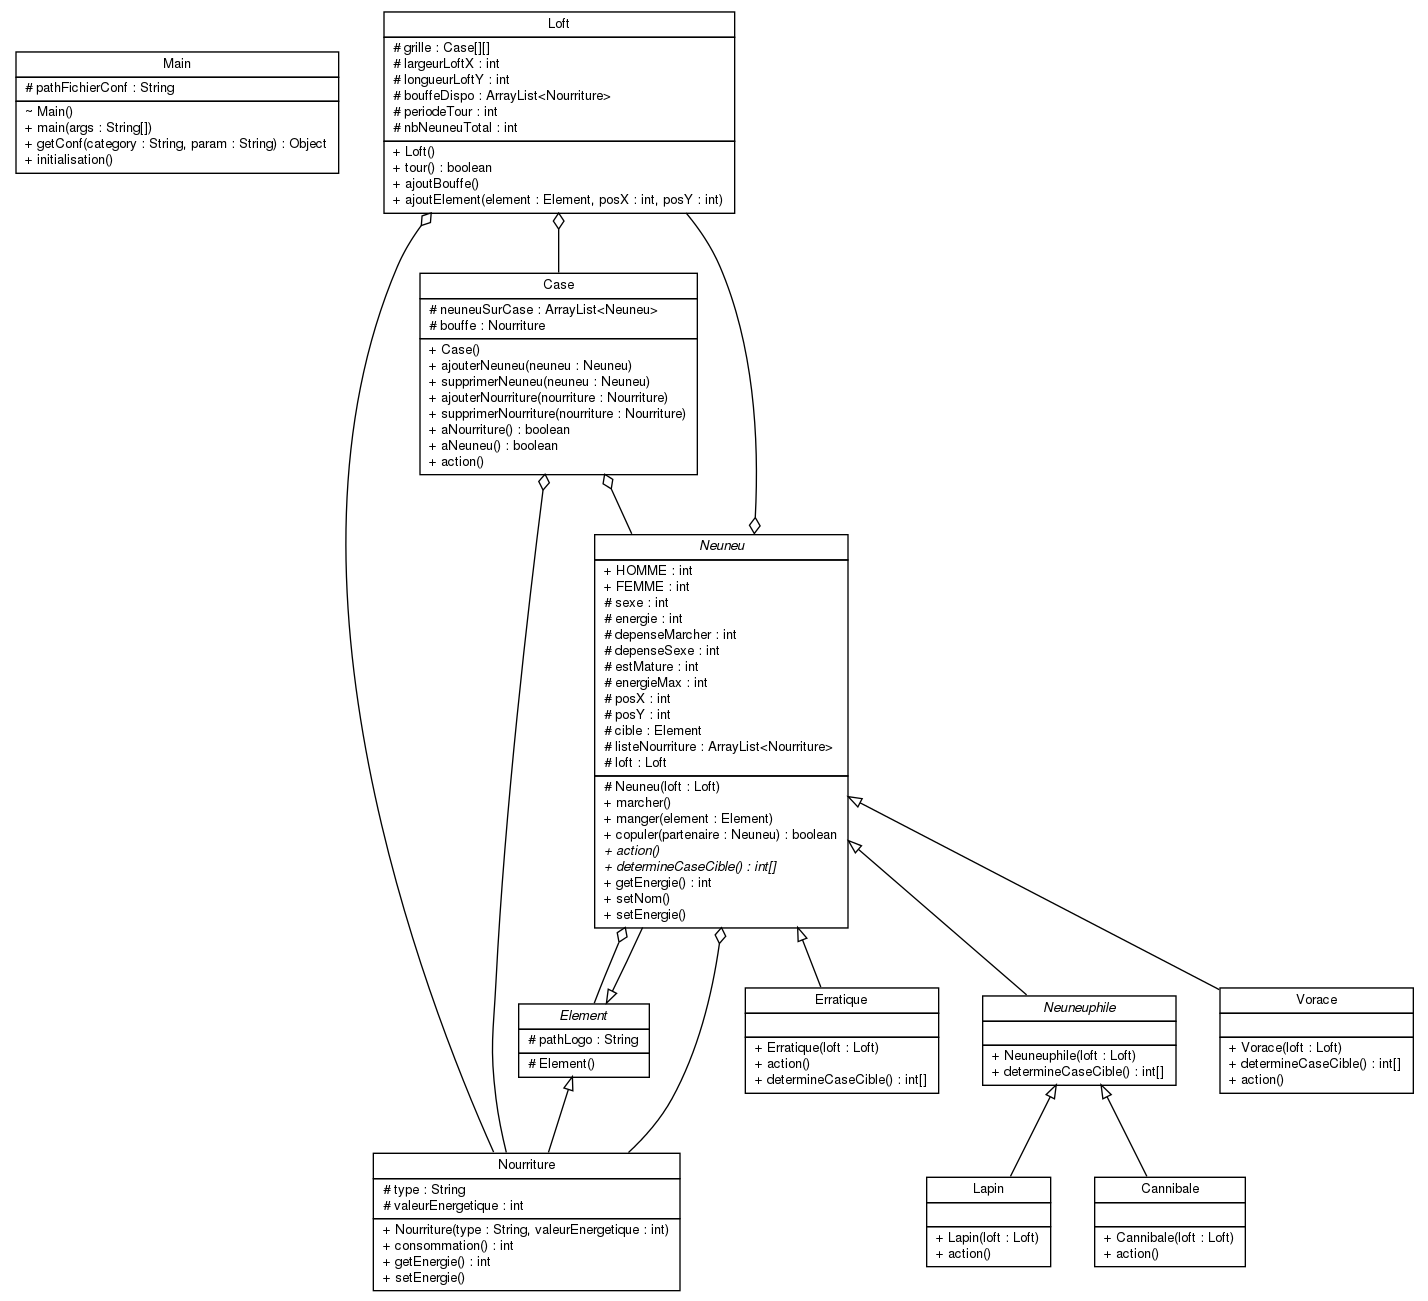 Main
# pathFichierConf : String
~ Main()
+ main(args : String[])
+ getConf(category : String, param : String) : Object
+ initialisation()
Loft
# grille : Case[][]
# largeurLoftX : int
# longueurLoftY : int
# bouffeDispo : ArrayList<Nourriture>
# periodeTour : int
# nbNeuneuTotal : int
+ Loft()
+ tour() : boolean
+ ajoutBouffe()
+ ajoutElement(element : Element, posX : int, posY : int)
Case
# neuneuSurCase : ArrayList<Neuneu>
# bouffe : Nourriture
+ Case()
+ ajouterNeuneu(neuneu : Neuneu)
+ supprimerNeuneu(neuneu : Neuneu)
+ ajouterNourriture(nourriture : Nourriture)
+ supprimerNourriture(nourriture : Nourriture)
+ aNourriture() : boolean
+ aNeuneu() : boolean
+ action()
Neuneu
+ HOMME : int
+ FEMME : int
# sexe : int
# energie : int
# depenseMarcher : int
# depenseSexe : int
# estMature : int
# energieMax : int
# posX : int
# posY : int
# cible : Element
# listeNourriture : ArrayList<Nourriture>
# loft : Loft
# Neuneu(loft : Loft)
+ marcher()
+ manger(element : Element)
+ copuler(partenaire : Neuneu) : boolean
+ action()
+ determineCaseCible() : int[]
+ getEnergie() : int
+ setNom()
+ setEnergie()
Element
# pathLogo : String
# Element()
Erratique
+ Erratique(loft : Loft)
+ action()
+ determineCaseCible() : int[]
Neuneuphile
+ Neuneuphile(loft : Loft)
+ determineCaseCible() : int[]
Vorace
+ Vorace(loft : Loft)
+ determineCaseCible() : int[]
+ action()
Nourriture
# type : String
# valeurEnergetique : int
+ Nourriture(type : String, valeurEnergetique : int)
+ consommation() : int
+ getEnergie() : int
+ setEnergie()
Lapin
+ Lapin(loft : Loft)
+ action()
Cannibale
+ Cannibale(loft : Loft)
+ action()